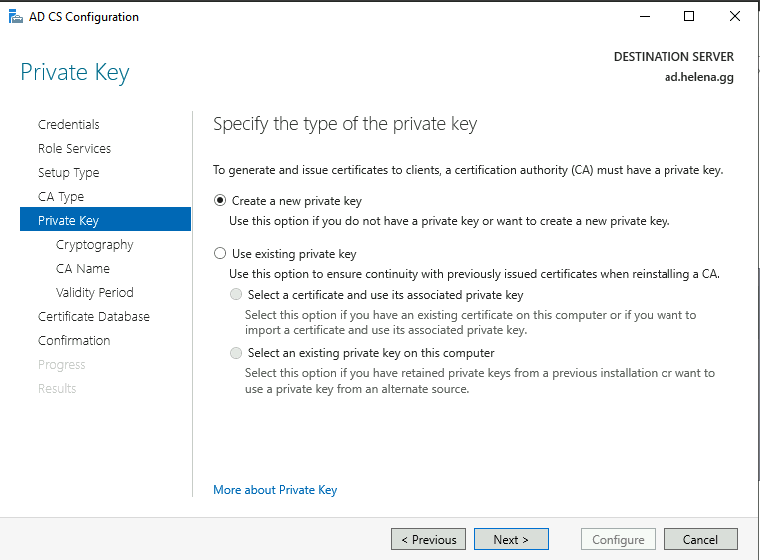 AD CS Configuration
DESTINATION SERVER
ad.helena.gg
Private Key
Credentials
Role Services
Setup Type
CA Type
Private Key
Cryptography
CA Name
Validity Period
Certificate Database
Confirmation
Progress
Results
Specify the type of the private key
To generate and issue certificates to clients, a certification authority (CA) must have a private key.
Create a new private key
Use this option if you do not have a private key or want to create a new private key.
Use existing private key
Use this option to ensure continuity with previously issued certificates when reinstalling a CA.
Select a certificate and use its associated private key
Select this option if you have an existing certificate on this computer or if you want to
import a certificate and use its associated private key.
Select an existing private key on this computer
Select this option if you have retained private keys from a previous installation or want to
use a private key from an alternate source.
More about Private Key
< Previous
Next >
Configure
Cancel